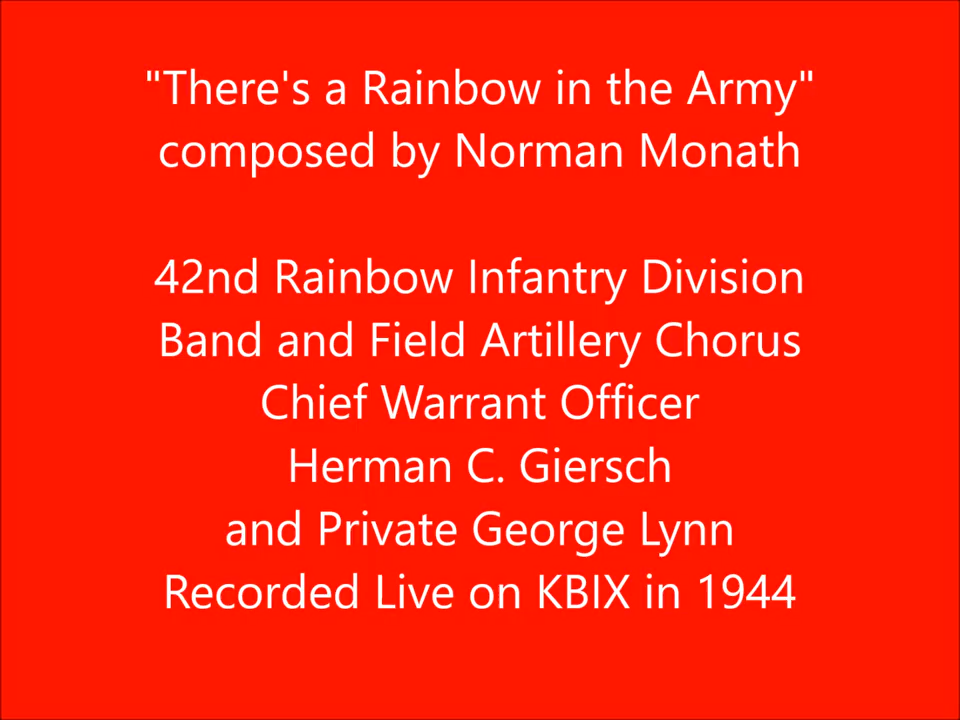 "There's a Rainbow in the Army"
composed by Norman Monath
42nd Rainbow Infantry Division
Band and Field Artillery Chorus
Chief Warrant Officer
Herman C. Giersch
and Private George Lynn
Recorded Live on KBIX in 1944